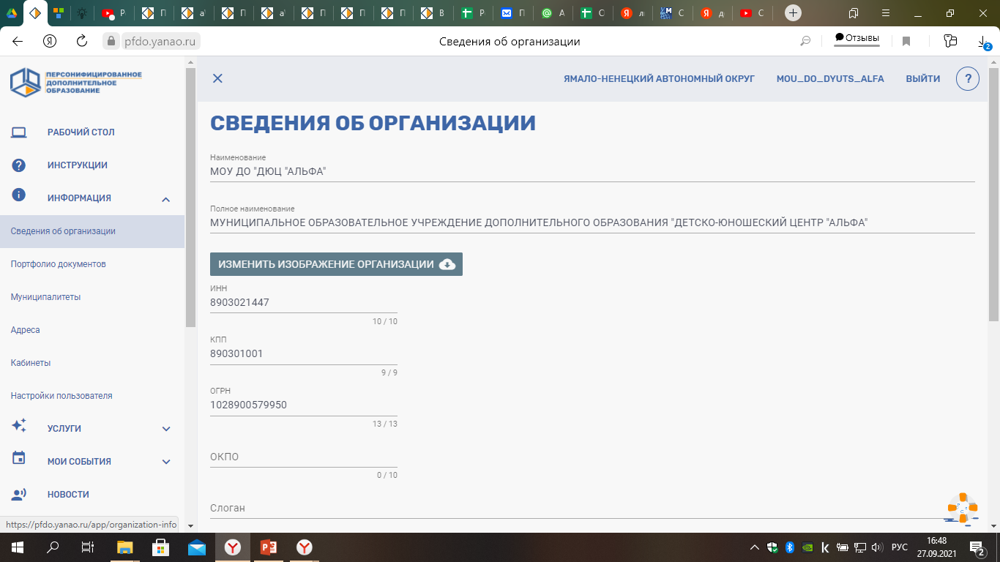 Р
П
а
П
а
П
П
П
В
Р
П
А
С
л
С
д
С
pfdo.yanao.ru
Сведения об организации
Отзывы
2
ПЕРСОНИФИЦИРОВАННОЕ
ДОПОЛНИТЕЛЬНОЕ
ОБРАЗОВАНИЕ
РАБОЧИЙ СТОЛ
ИНСТРУКЦИИ
ИНФОРМАЦИЯ
Сведения об организации
Портфолио документов
Муниципалитеты
Адреса
Кабинеты
Настройки пользователя
УСЛУГИ
МОИ СОБЫТИЯ
НОВОСТИ
https://pfdo.yanao.ru/app/organization-info
ЯМАЛО-НЕНЕЦКИЙ АВТОНОМНЫЙ ОКРУГ
MOU_DO_DYUTS_ALFA
ВЫЙТИ
?
СВЕДЕНИЯ ОБ ОРГАНИЗАЦИИ
Наименование
МОУ ДО "ДЮЦ "АЛЬФА"
Полное наименование
МУНИЦИПАЛЬНОЕ ОБРАЗОВАТЕЛЬНОЕ УЧРЕЖДЕНИЕ ДОПОЛНИТЕЛЬНОГО ОБРАЗОВАНИЯ "ДЕТСКО-ЮНОШЕСКИЙ ЦЕНТР "АЛЬФА"
ИЗМЕНИТЬ ИЗОБРАЖЕНИЕ ОРГАНИЗАЦИИ
ИНН
8903021447
10 / 10
КПП
890301001
9 / 9
ОГРН
1028900579950
13 / 13
ОКПО
0 / 10
Слоган
РУС
16:48
27.09.2021
2